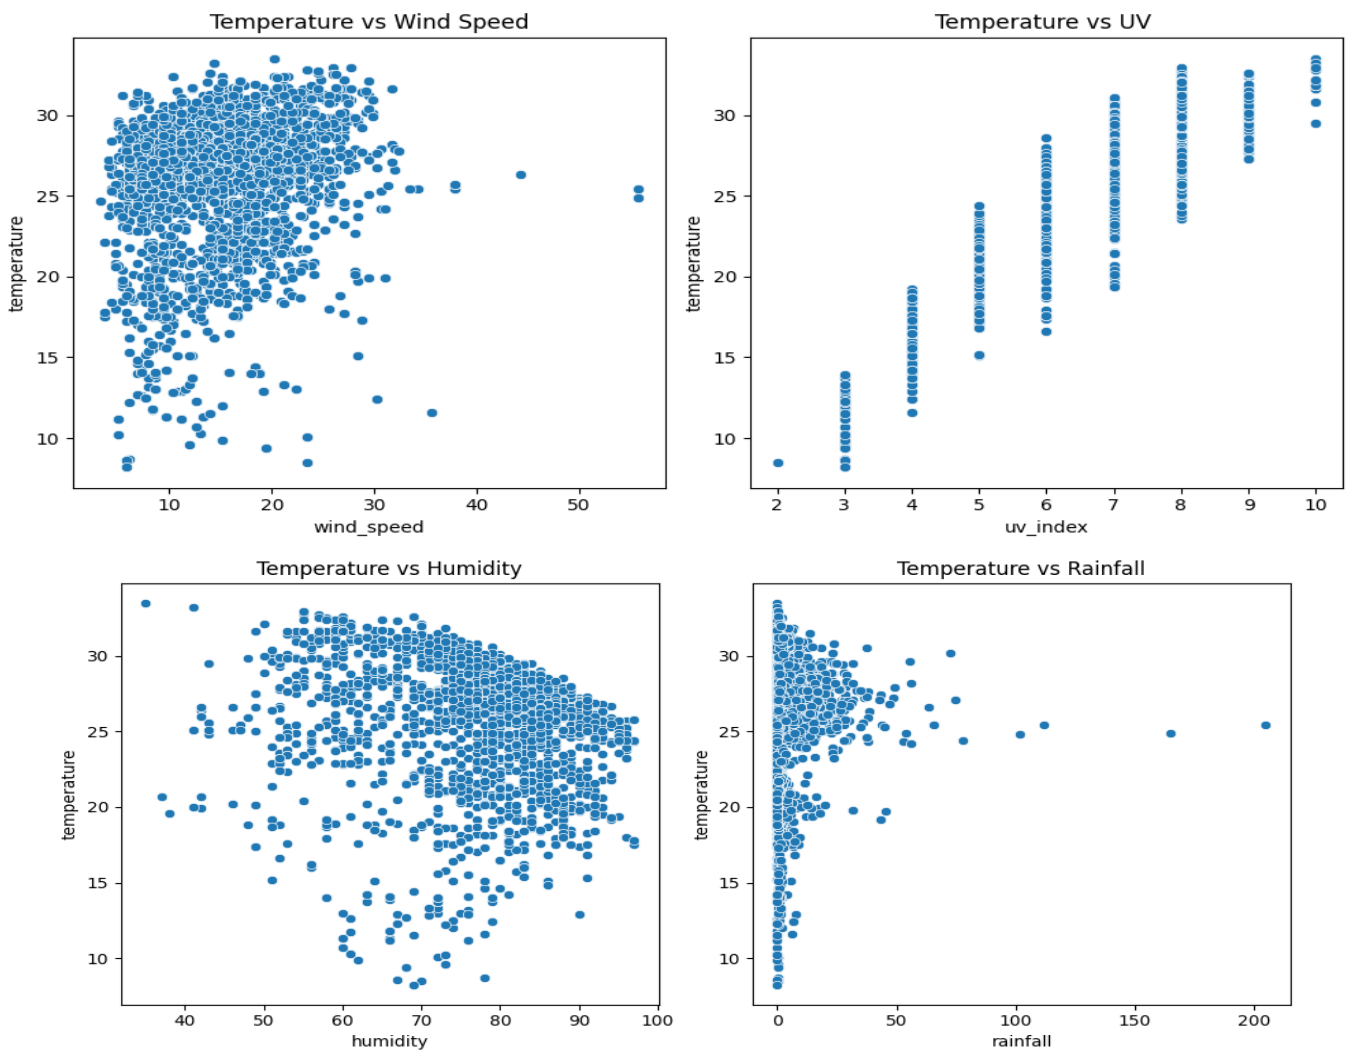 Temperature vs Wind Speed
temperature
30
25
20
15
10
10 20 30 40 50
wind_speed
Temperature vs UV
temperature
30
25
20
15
10
2 3 4 5 6 7 8 9 10
uv_index
Temperature vs Humidity
temperature
30
25
20
15
10
40 50 60 70 80 90 100
humidity
Temperature vs Rainfall
temperature
30
25
20
15
10
0 50 100 150 200
rainfall